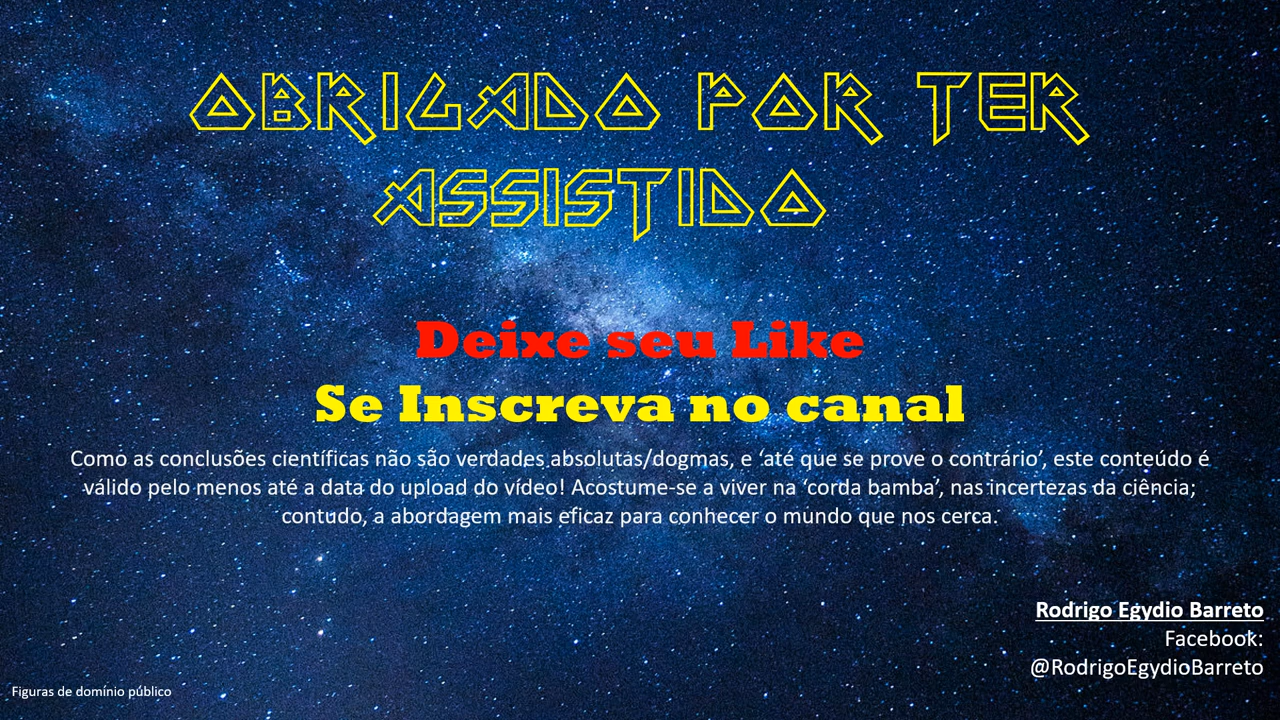 OBRIGADO POR TER
ASSISTIDO
Deixe seu Like
Se Inscreva no canal
Como as conclusões científicas não são verdades absolutas/dogmas, e ‘até que se prove o contrário’, este conteúdo é
válido pelo menos até a data do upload do vídeo! Acostume-se a viver na ‘corda bamba’, nas incertezas da ciência;
contudo, a abordagem mais eficaz para conhecer o mundo que nos cerca.
Rodrigo Egydio Barreto
Facebook:
@RodrigoEgydioBarreto
Figuras de domínio público